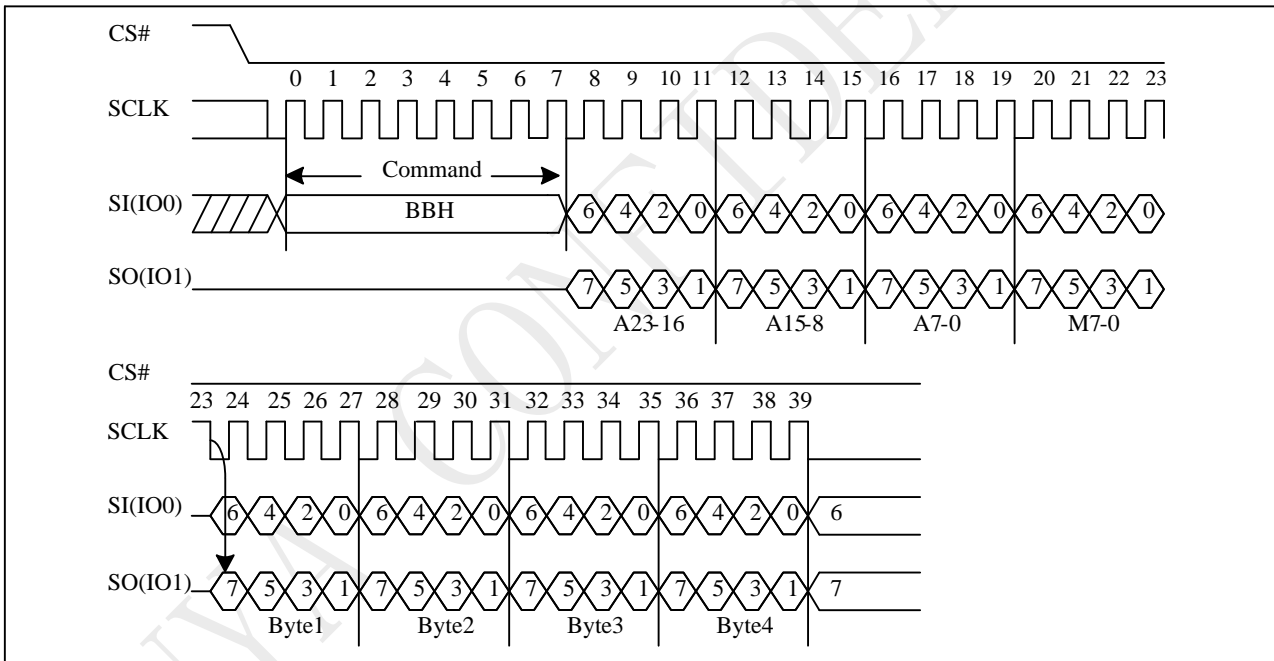 CS#
0 1 2 3 4 5 6 7 8 9 10 11 12 13 14 15 16 17 18 19 20 21 22 23
SCLK
Command
SI(IO0) BBH 6 4 2 0 6 4 2 0 6 4 2 0 6 4 2 0
SO(IO1) 7 5 3 1 7 5 3 1 7 5 3 1 7 5 3 1
A23-16 A15-8 A7-0 M7-0
CS#
23 24 25 26 27 28 29 30 31 32 33 34 35 36 37 38 39
SCLK
SI(IO0) 6 4 2 0 6 4 2 0 6 4 2 0 6 4 2 0 6
SO(IO1) 7 5 3 1 7 5 3 1 7 5 3 1 7 5 3 1 7
Byte1 Byte2 Byte3 Byte4